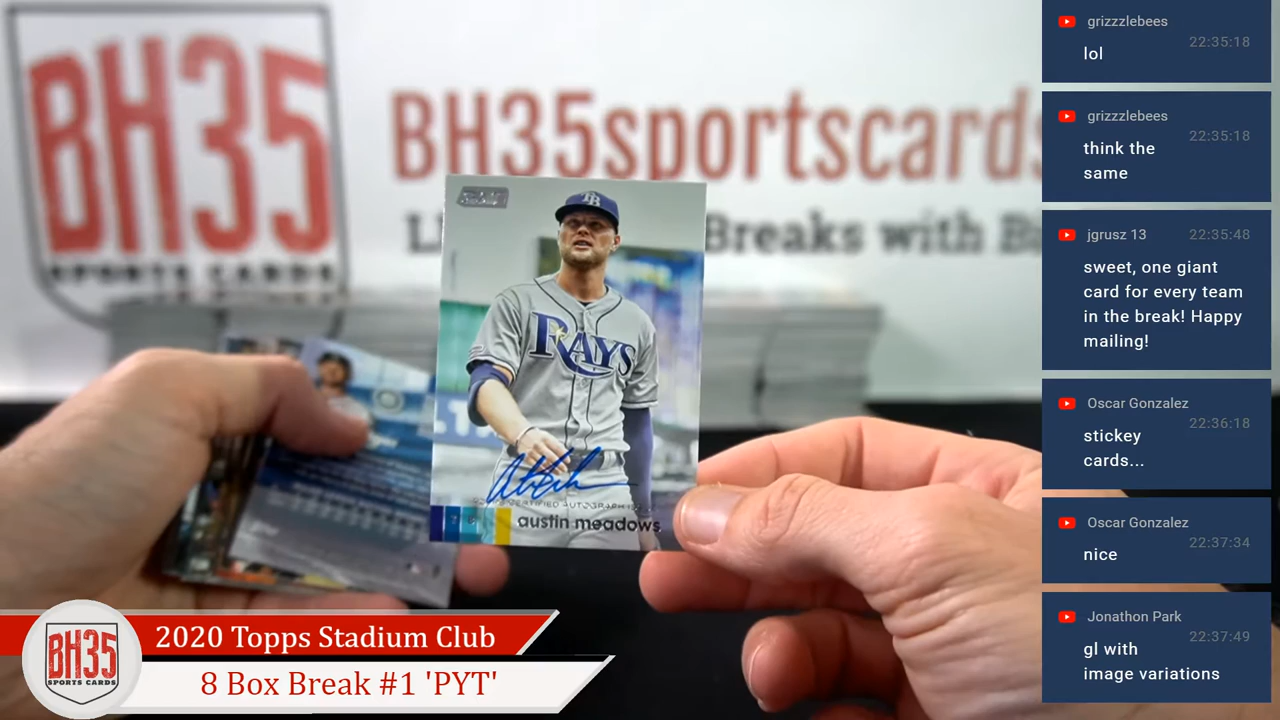 BH35
SPORTS CARDS
BH35sportscards
Breaks with
TB
RAYS
CERTIFIED AUTOGRAPH
austin meadows
2020 Topps Stadium Club
8 Box Break #1 'PYT'
BH35
SPORTS CARDS
grizzzlebees
22:35:18
lol
grizzzlebees
22:35:18
think the
same
jgrusz 13
22:35:48
sweet, one giant
card for every team
in the break! Happy
mailing!
Oscar Gonzalez
22:36:18
stickey
cards...
Oscar Gonzalez
22:37:34
nice
Jonathon Park
22:37:49
gl with
image variations